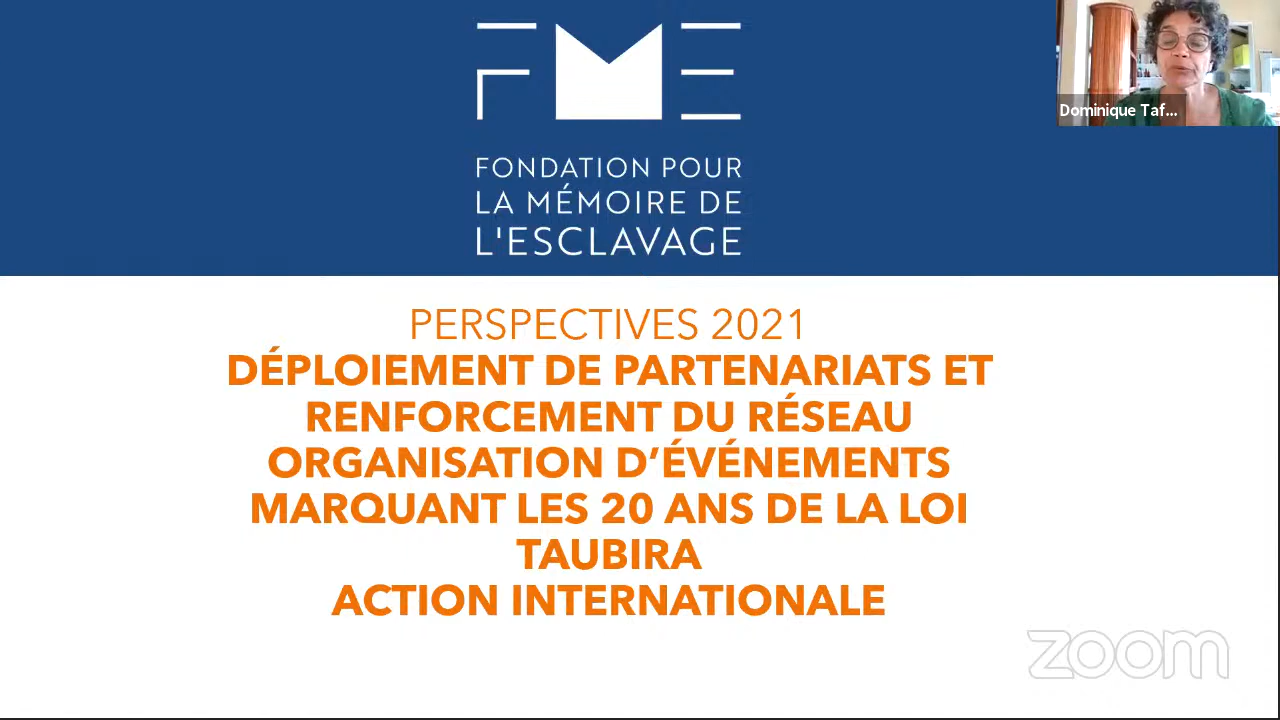 FME
FONDATION POUR
LA MÉMOIRE DE
L'ESCLAVAGE
Dominique Taf...
PERSPECTIVES 2021
DÉPLOIEMENT DE PARTENARIATS ET
RENFORCEMENT DU RÉSEAU
ORGANISATION D’ÉVÉNEMENTS
MARQUANT LES 20 ANS DE LA LOI
TAUBIRA
ACTION INTERNATIONALE
zoom